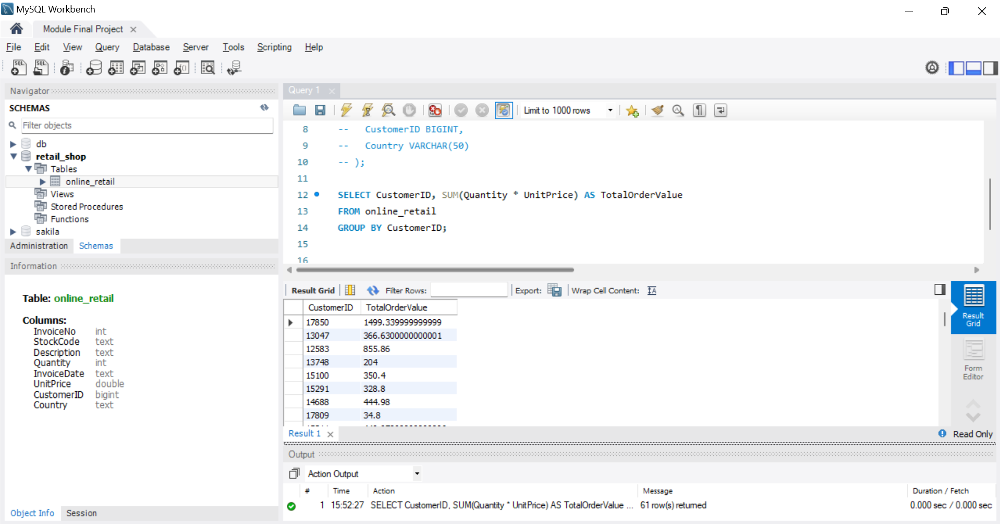 MySQL Workbench
Module Final Project
File Edit View Query Database Server Tools Scripting Help
Navigator
SCHEMAS
Filter objects
db
retail_shop
Tables
online_retail
Views
Stored Procedures
Functions
sakila
Administration Schemas
Information
Table: online_retail
Columns:
InvoiceNo int
StockCode text
Description text
Quantity int
InvoiceDate text
UnitPrice double
CustomerID bigint
Country text
Object Info Session
Query 1
Limit to 1000 rows
8 -- CustomerID BIGINT,
9 -- Country VARCHAR(50)
10 -- );
11
12 SELECT CustomerID, SUM(Quantity * UnitPrice) AS TotalOrderValue
13 FROM online_retail
14 GROUP BY CustomerID;
15
16
Result Grid Filter Rows: Export: Wrap Cell Content:
CustomerID TotalOrderValue
17850 1499.339999999999
13047 366.6300000000001
12583 855.86
13748 204
15100 350.4
15291 328.8
14688 444.98
17809 34.8
Result Grid
Form Editor
Result 1
Read Only
Output
Action Output
# Time Action Message Duration / Fetch
1 15:52:27 SELECT CustomerID, SUM(Quantity * UnitPrice) AS TotalOrderValue ... 61 row(s) returned 0.000 sec / 0.000 sec